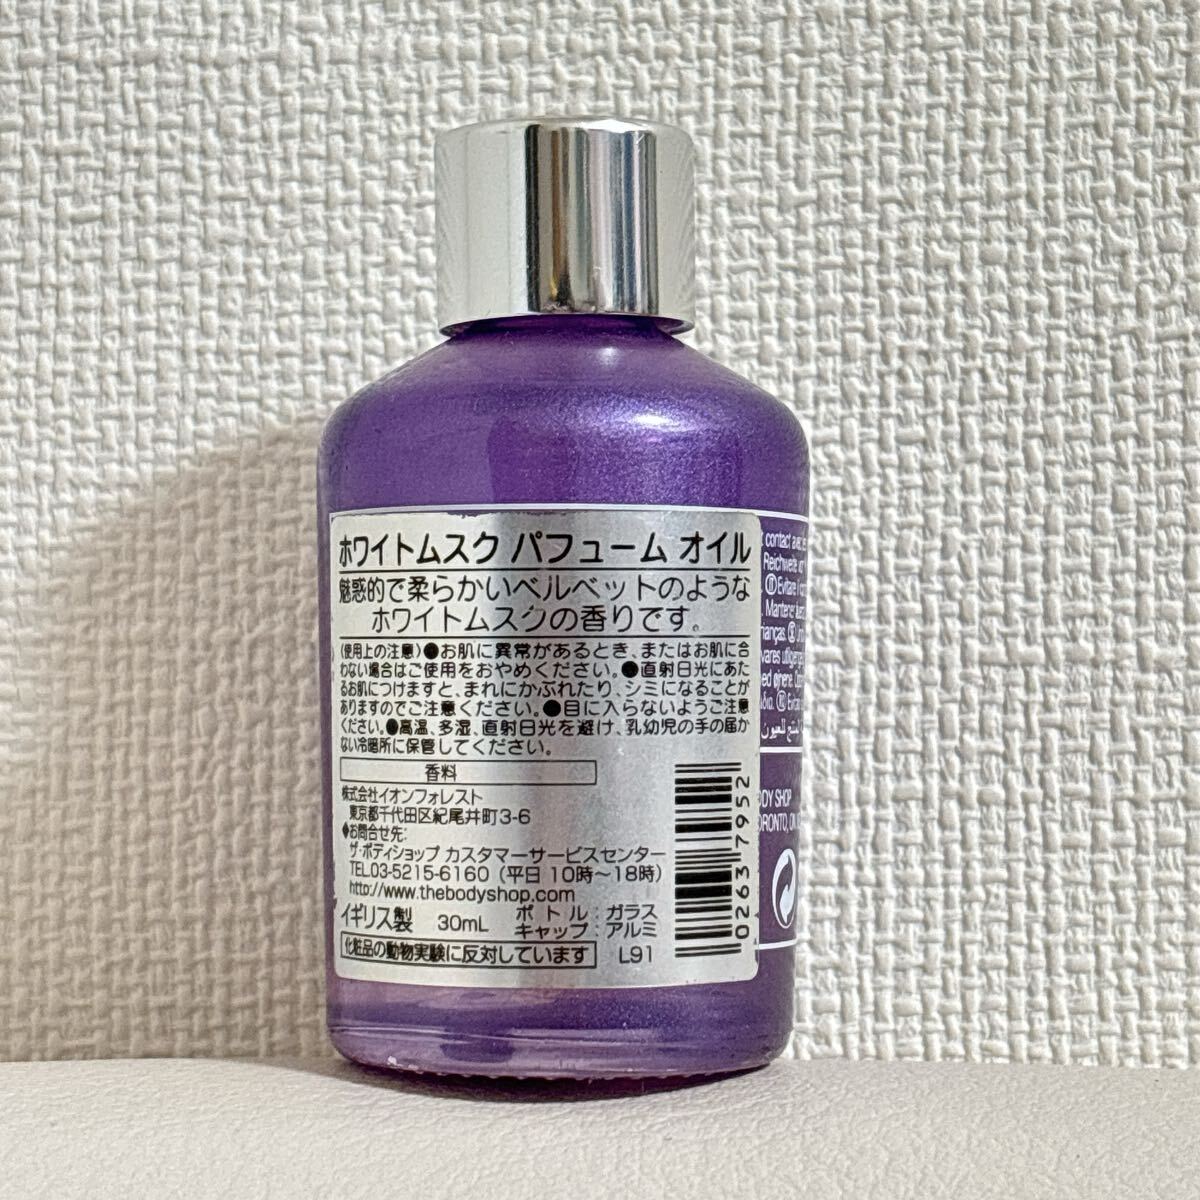 ホワイトムスク パフューム オイル
魅惑的で柔らかいベルベットのような
ホワイトムスクの香りです。
〈使用上の注意〉●お肌に異常があるとき、またはお肌に合
わない場合はご使用をおやめください。●直射日光にあた
るお肌につけますと、まれにかぶれたり、シミになることが
ありますのでご注意ください。●目に入らないようご注意
ください。●高温、多湿、直射日光を避け、乳幼児の手の届か
ない冷暗所に保管してください。
香料
株式会社イオンフォレスト
東京都千代田区紀尾井町3-6
◆お問合せ先:
ザ・ボディショップ カスタマーサービスセンター
TEL03-5215-6160 (平日 10時〜18時)
http://www.thebodyshop.com
イギリス製 30mL ボトル:ガラス
キャップ:アルミ
化粧品の動物実験に反対しています L91
0263 7952
contact avec
Reichweite
Evitare
Mantener
BODY SHOP
TORONTO, ON